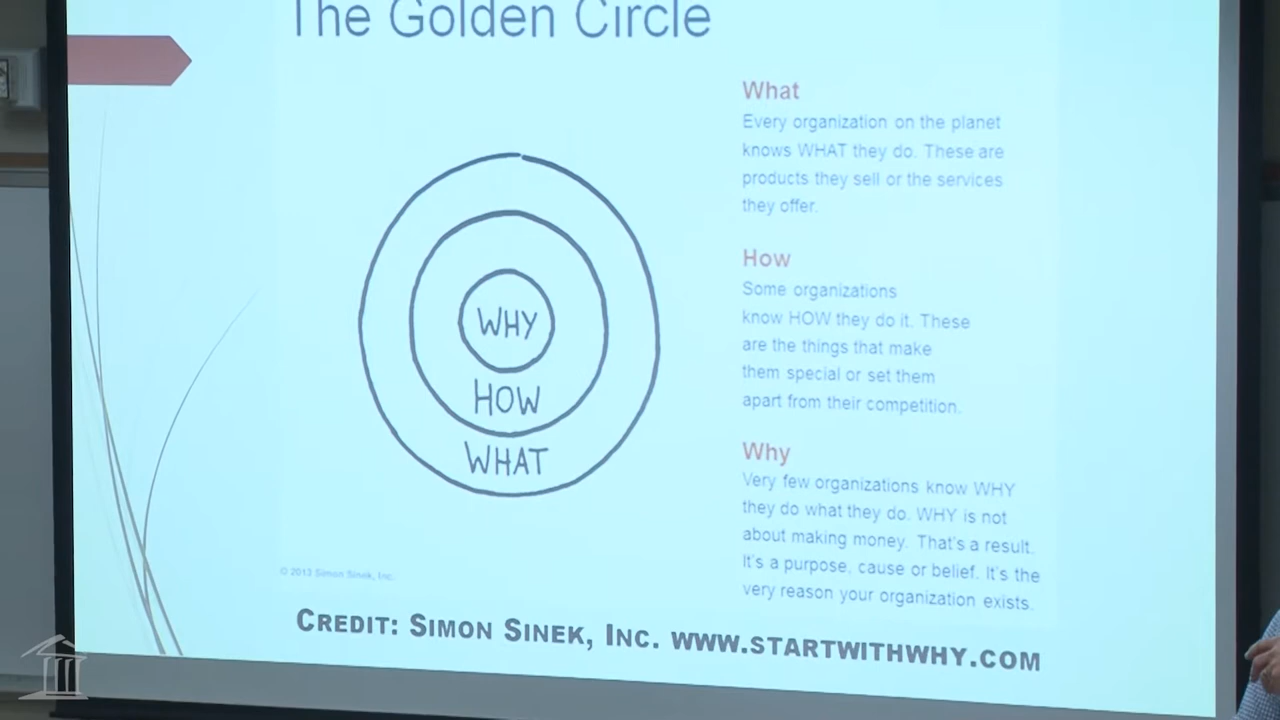 The Golden Circle
What
Every organization on the planet
knows WHAT they do. These are
products they sell or the services
they offer.
How
Some organizations
know HOW they do it. These
are the things that make
them special or set them
apart from their competition.
Why
Very few organizations know WHY
they do what they do. WHY is not
about making money. That's a result.
It's a purpose, cause or belief. It's the
very reason your organization exists.
WHY
HOW
WHAT
© 2013 Simon Sinek, Inc.
CREDIT: SIMON SINEK, INC. WWW.STARTWITHWHY.COM